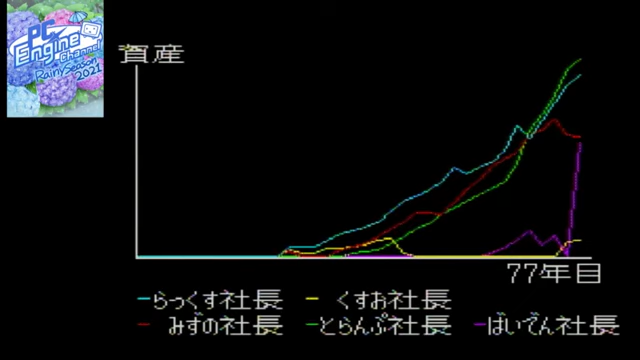 PC
Engine
Channel
RainySeason
2021
資産
77年目
らっくす社長
くすお社長
みずの社長
とらんぷ社長
ばいでん社長